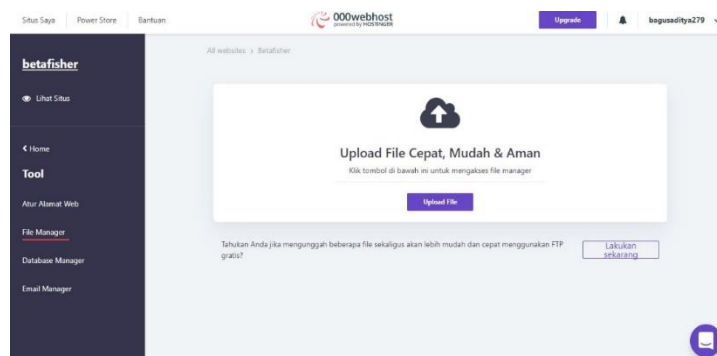 Situs Saya Power Store Bantuan
000webhost
powered by HOSTINGER
Upgrade
bagusaditya279
betafisher
Lihat Situs
Home
Tool
Atur Alamat Web
File Manager
Database Manager
Email Manager
All websites > Betafisher
Upload File Cepat, Mudah & Aman
Klik tombol di bawah ini untuk mengakses file manager
Upload File
Tahukan Anda jika mengunggah beberapa file sekaligus akan lebih mudah dan cepat menggunakan FTP
gratis?
Lakukan
sekarang